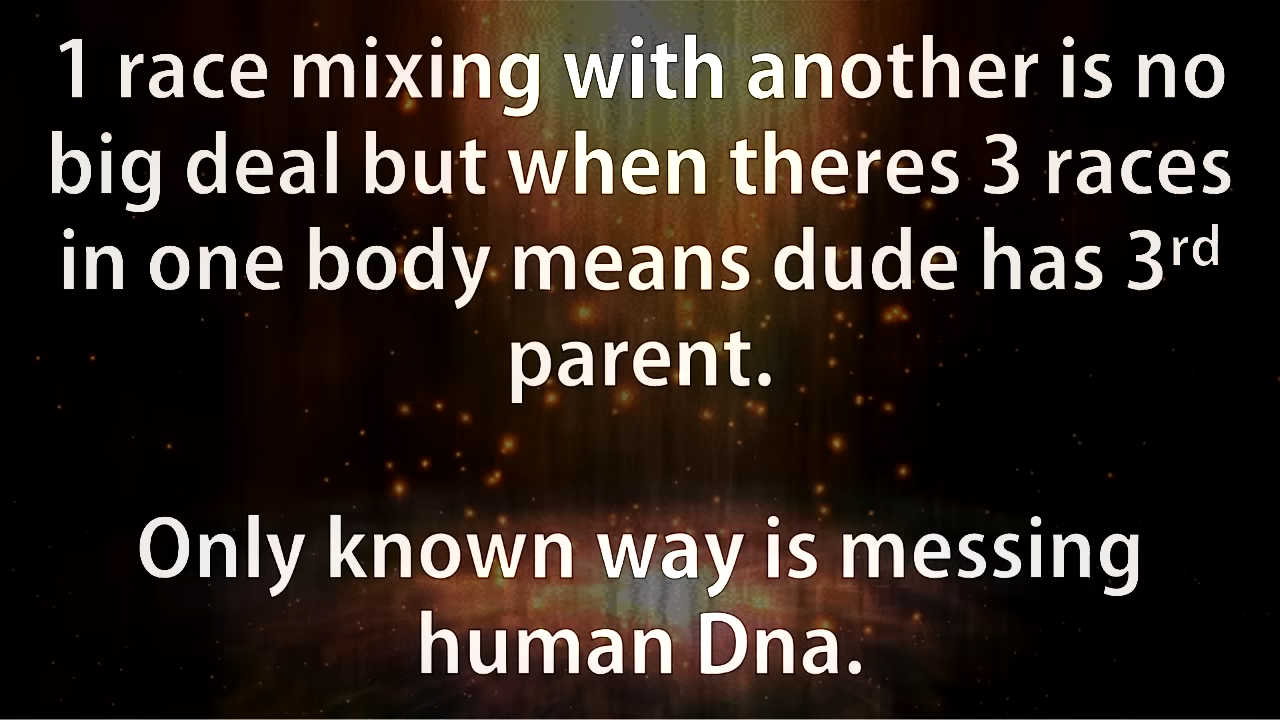 1 race mixing with another is no
big deal but when theres 3 races
in one body means dude has 3rd
parent.
Only known way is messing
human Dna.